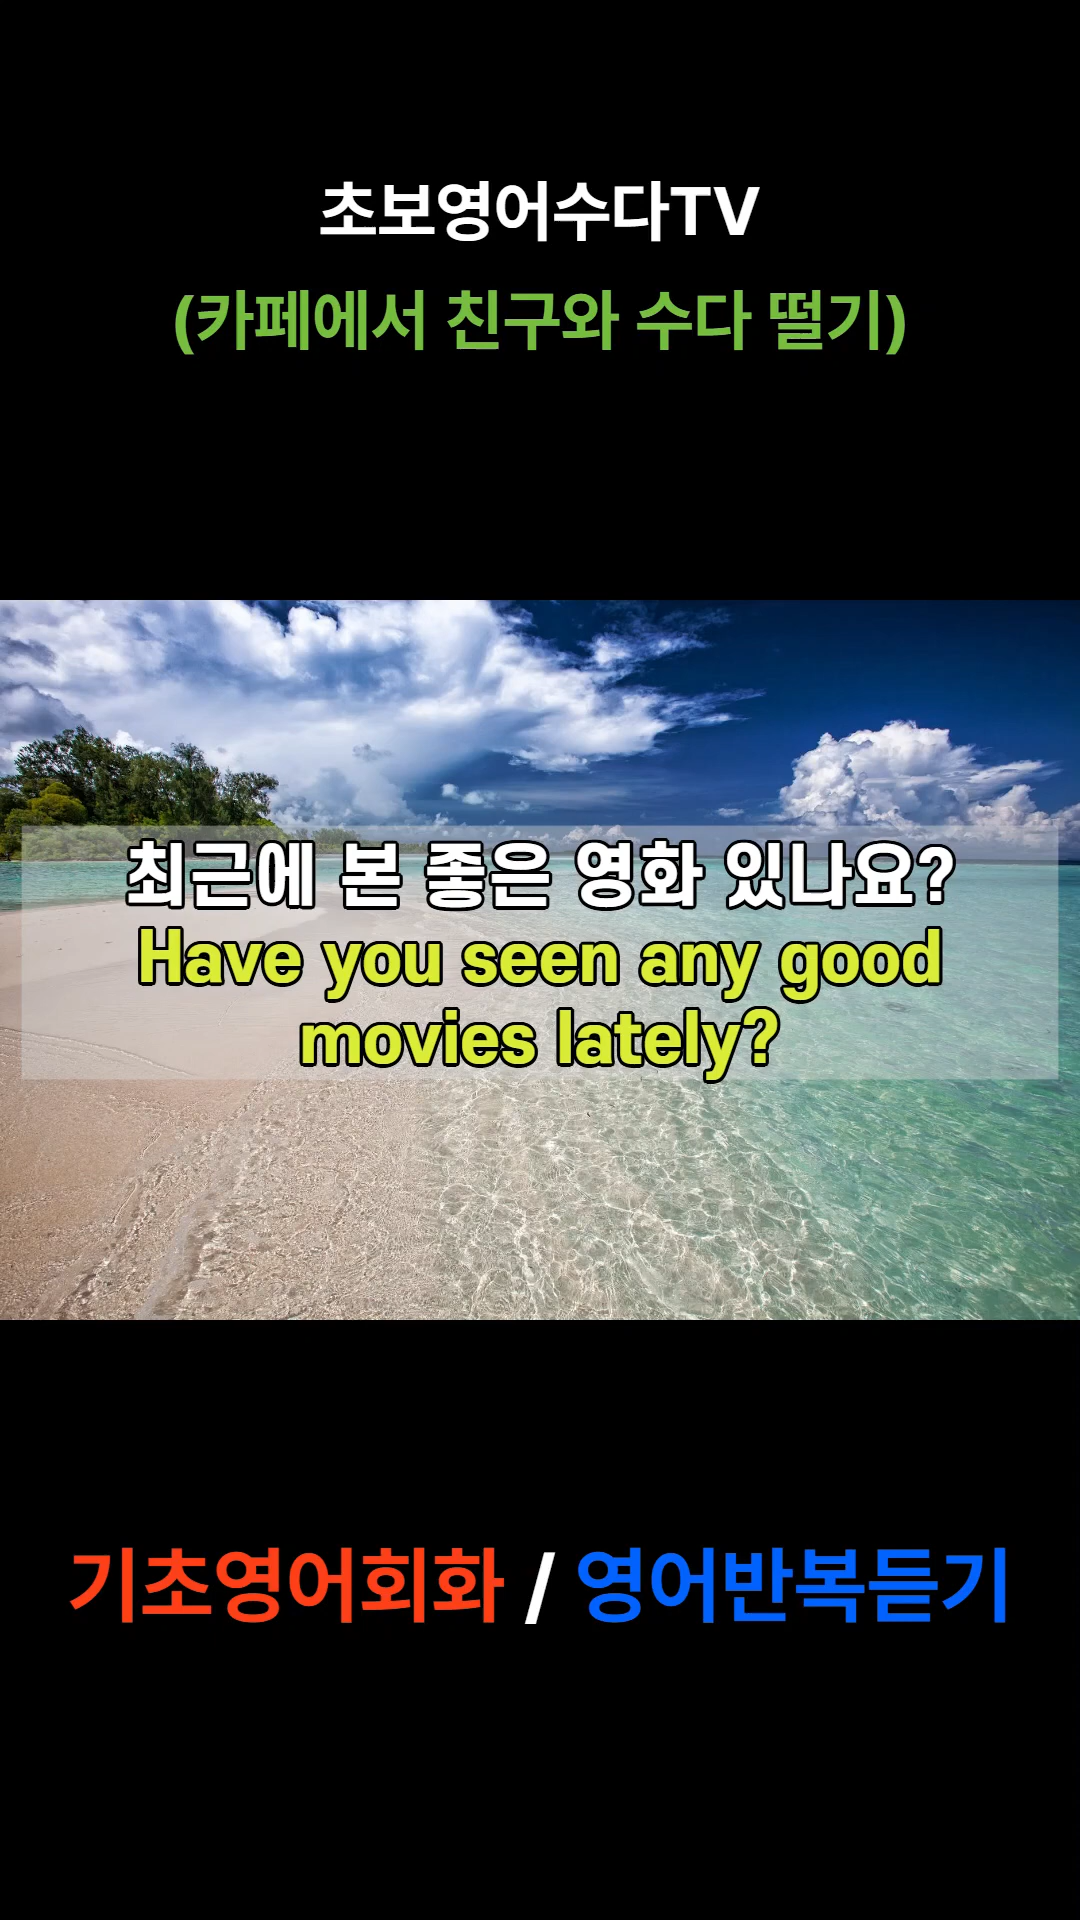 초보영어수다TV
(카페에서 친구와 수다 떨기)
최근에 본 좋은 영화 있나요?
Have you seen any good
movies lately?
기초영어회화 / 영어반복듣기